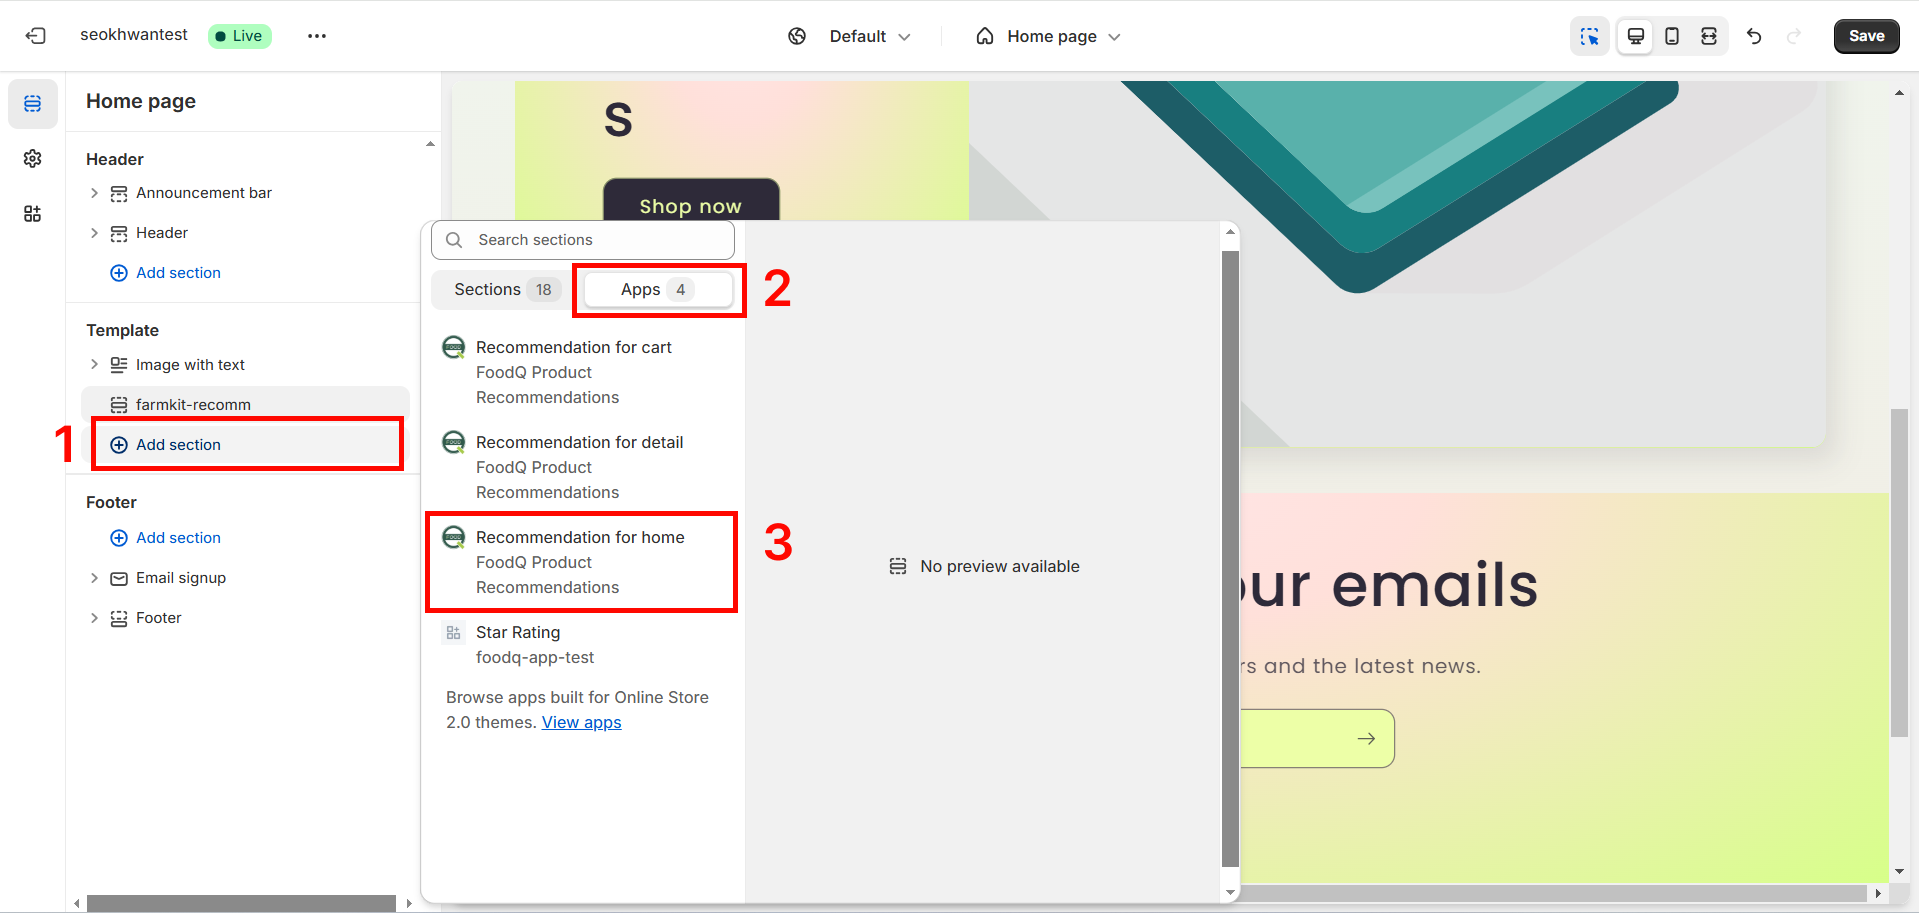 seokhwantest
Live
Default
Home page
Save
Home page
Header
Announcement bar
Header
Add section
Template
Image with text
farmkit-recomm
1
Add section
Footer
Add section
Email signup
Footer
Search sections
Sections 18
Apps 4
2
Recommendation for cart
FoodQ Product
Recommendations
Recommendation for detail
FoodQ Product
Recommendations
Recommendation for home
FoodQ Product
Recommendations
3
Star Rating
foodq-app-test
Browse apps built for Online Store
2.0 themes. View apps
No preview available
s
Shop now
our emails
rs and the latest news.